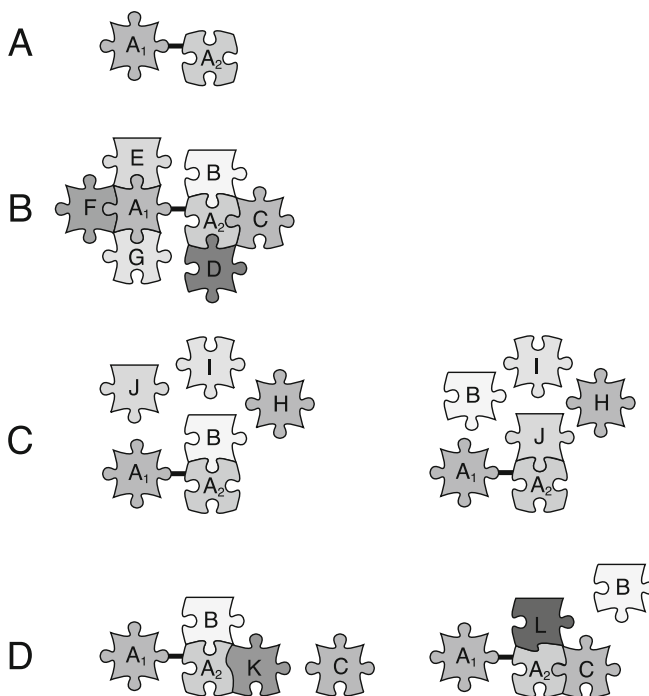 A
A₁ A₂
B
E B
F A₁ A₂ C
G D
C
I I
J H B H
B J
A₁ A₂ A₁ A₂
B
D
B L
A₁ A₂ K C A₁ A₂ C